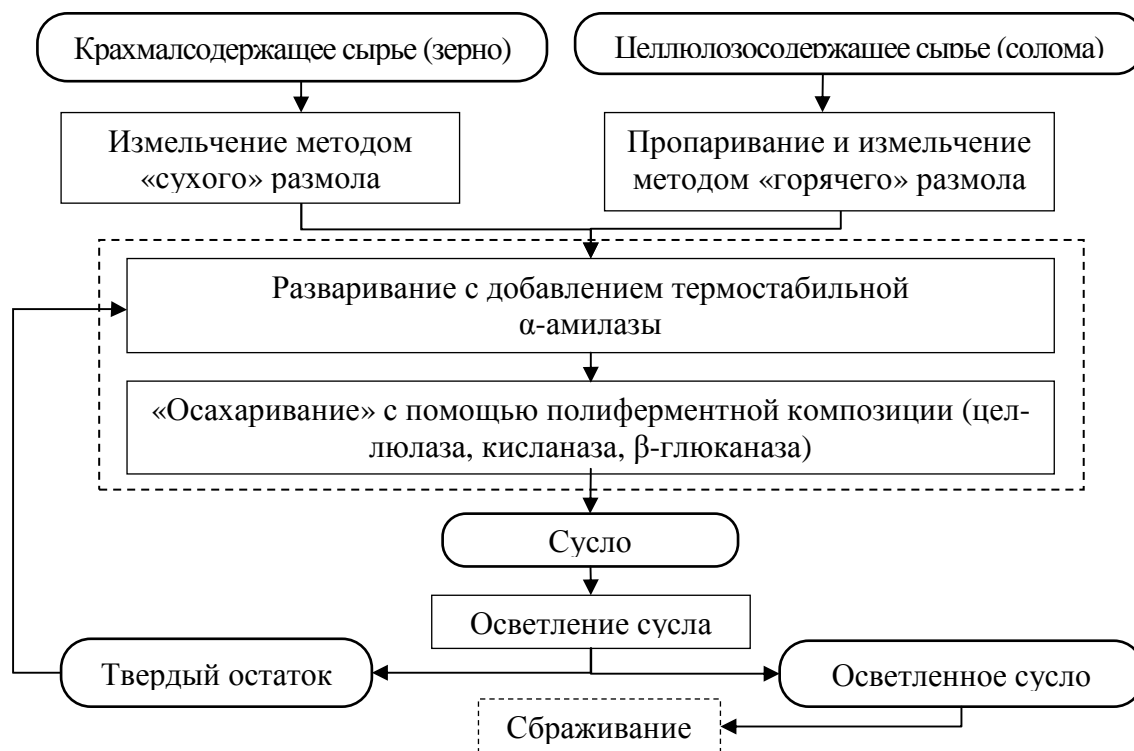 Крахмалсодержащее сырье (зерно)
Целлюлозосодержащее сырье (солома)
Измельчение методом
«сухого» размола
Пропаривание и измельчение
методом «горячего» размола
Разваривание с добавлением термостабильной
α-амилазы
«Осахаривание» с помощью полиферментной композиции (цел-
люлаза, кисланаза, β-глюканаза)
Сусло
Осветление сусла
Твердый остаток
Осветленное сусло
Сбраживание